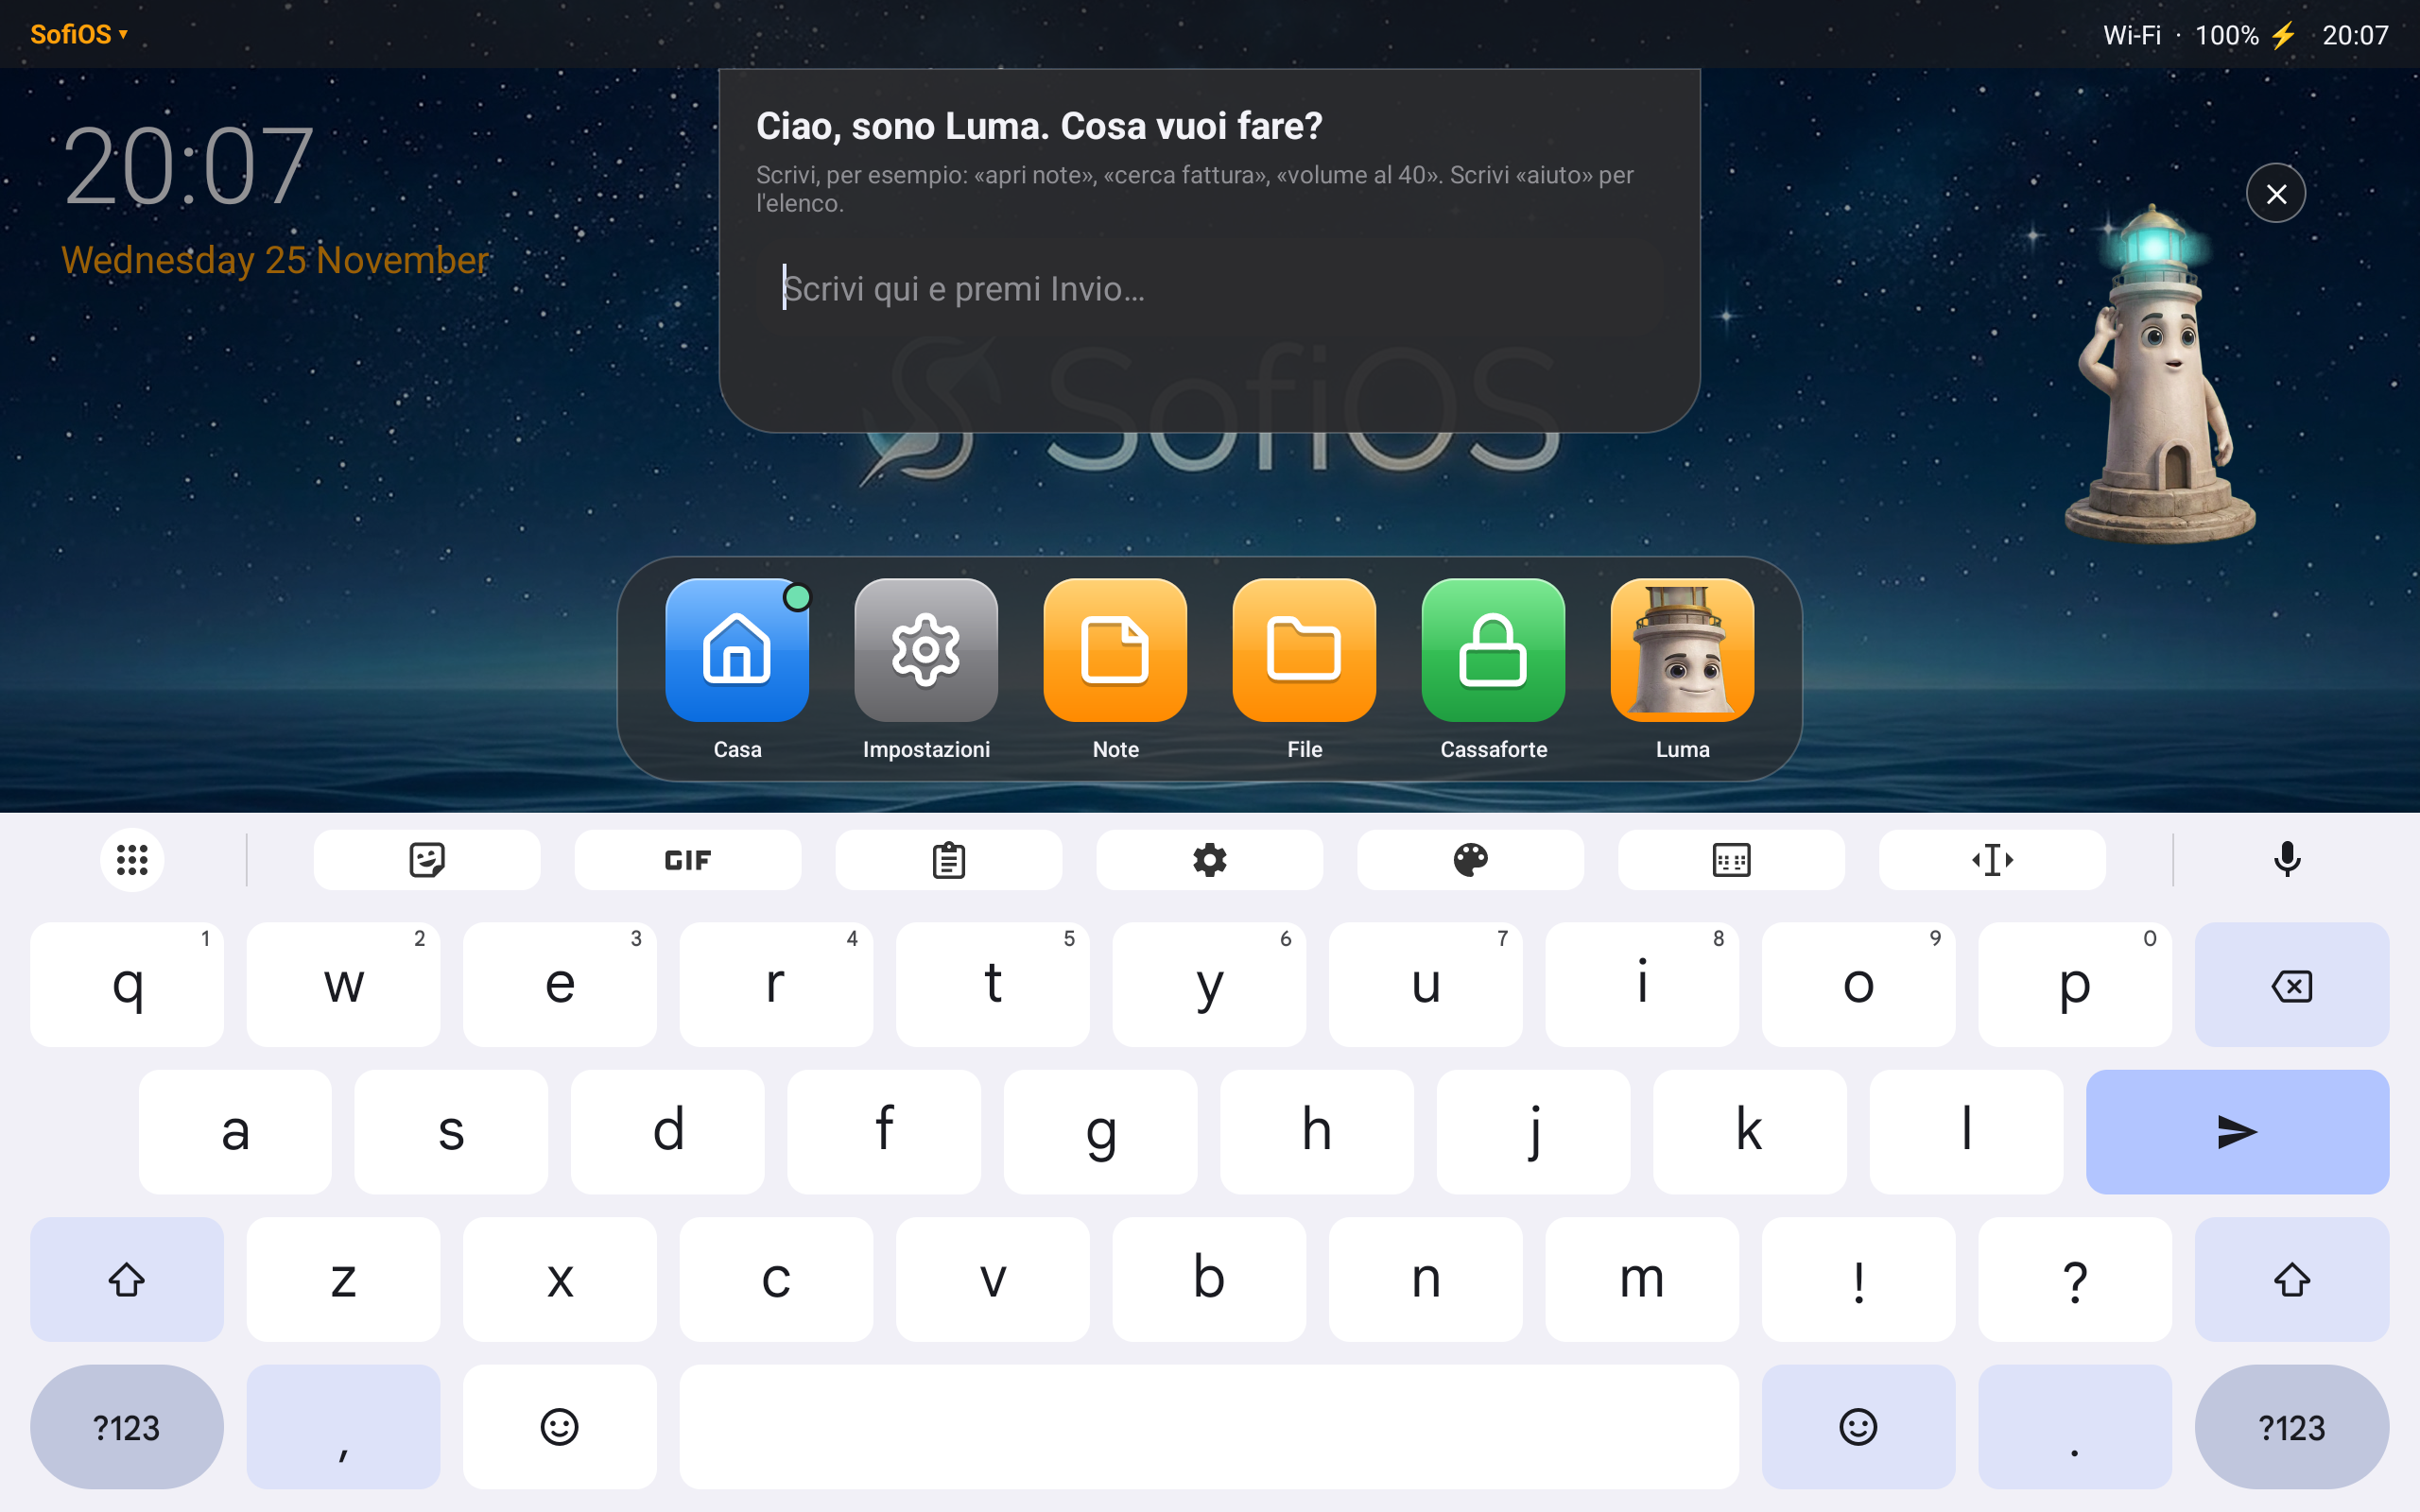 SofiOS ▾
Wi-Fi · 100% ⚡ 20:07
20:07
Wednesday 25 November
Ciao, sono Luma. Cosa vuoi fare?
Scrivi, per esempio: «apri note», «cerca fattura», «volume al 40». Scrivi «aiuto» per
l'elenco.
Scrivi qui e premi Invio...
SofiOS
Casa Impostazioni Note File Cassaforte Luma
GIF
q 1 w 2 e 3 r 4 t 5 y 6 u 7 i 8 o 9 p 0
a s d f g h j k l
z x c v b n m ! ?
?123 , . ?123